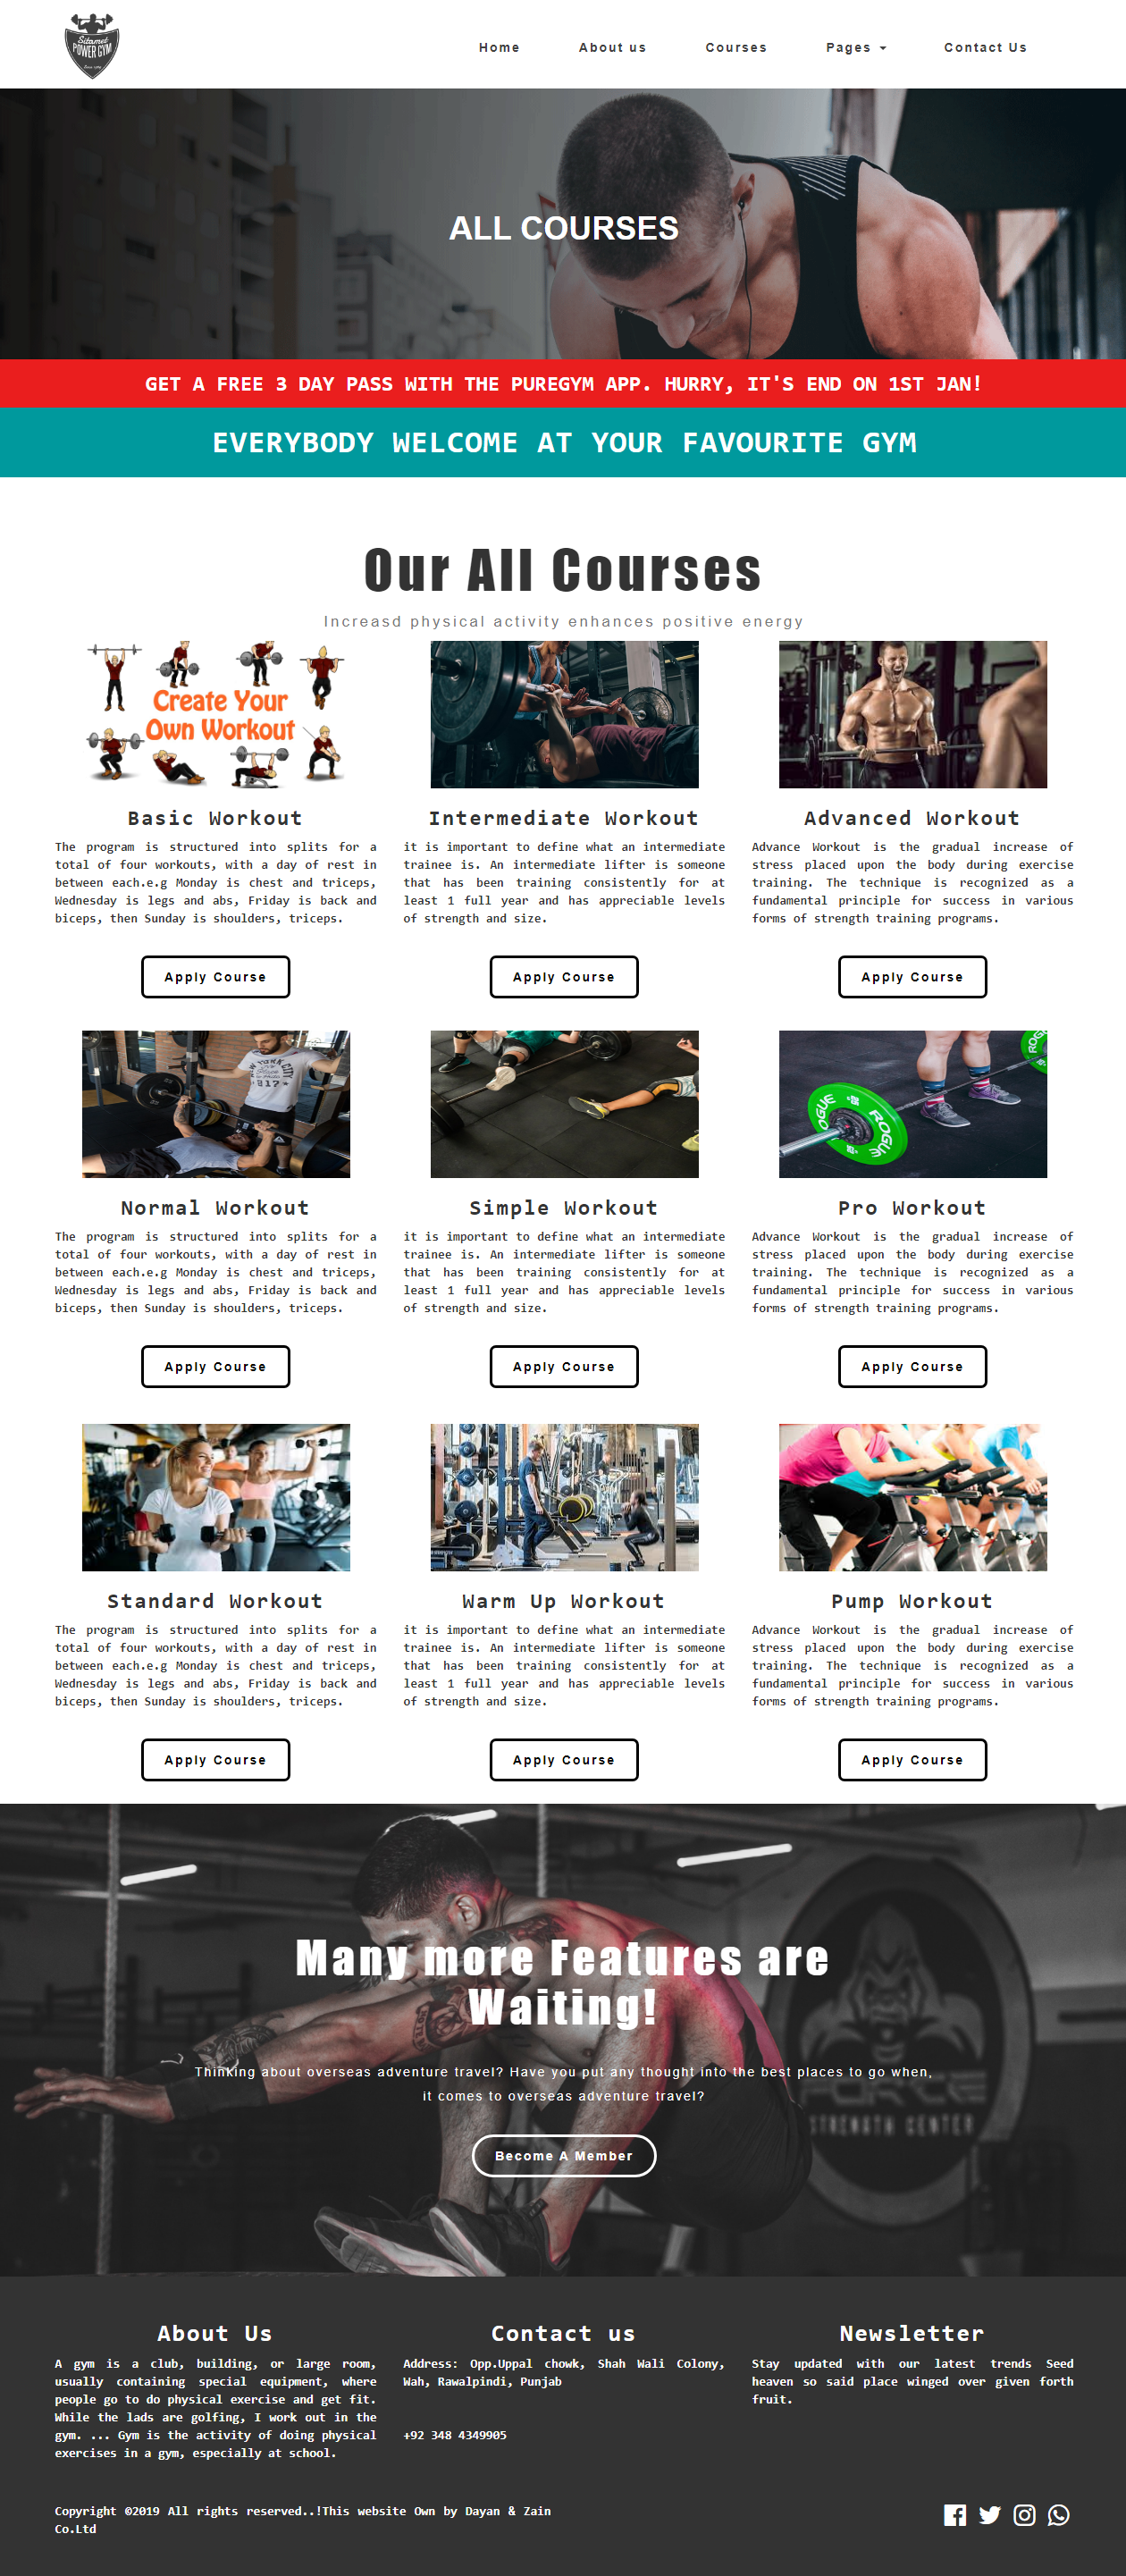 Sitamet
POWER GYM
Home
About us
Courses
Pages
Contact Us
ALL COURSES
GET A FREE 3 DAY PASS WITH THE PUREGYM APP. HURRY, IT'S END ON 1ST JAN!
EVERYBODY WELCOME AT YOUR FAVOURITE GYM
Our All Courses
Increasd physical activity enhances positive energy
Create Your
Own Workout
Basic Workout
The program is structured into splits for a
total of four workouts, with a day of rest in
between each.e.g Monday is chest and triceps,
Wednesday is legs and abs, Friday is back and
biceps, then Sunday is shoulders, triceps.
Apply Course
Intermediate Workout
it is important to define what an intermediate
trainee is. An intermediate lifter is someone
that has been training consistently for at
least 1 full year and has appreciable levels
of strength and size.
Apply Course
Advanced Workout
Advance Workout is the gradual increase of
stress placed upon the body during exercise
training. The technique is recognized as a
fundamental principle for success in various
forms of strength training programs.
Apply Course
NEW YORK CITY
917
Normal Workout
The program is structured into splits for a
total of four workouts, with a day of rest in
between each.e.g Monday is chest and triceps,
Wednesday is legs and abs, Friday is back and
biceps, then Sunday is shoulders, triceps.
Apply Course
Simple Workout
it is important to define what an intermediate
trainee is. An intermediate lifter is someone
that has been training consistently for at
least 1 full year and has appreciable levels
of strength and size.
Apply Course
ROGUE
ROGUE
ROG
Pro Workout
Advance Workout is the gradual increase of
stress placed upon the body during exercise
training. The technique is recognized as a
fundamental principle for success in various
forms of strength training programs.
Apply Course
Standard Workout
The program is structured into splits for a
total of four workouts, with a day of rest in
between each.e.g Monday is chest and triceps,
Wednesday is legs and abs, Friday is back and
biceps, then Sunday is shoulders, triceps.
Apply Course
Warm Up Workout
it is important to define what an intermediate
trainee is. An intermediate lifter is someone
that has been training consistently for at
least 1 full year and has appreciable levels
of strength and size.
Apply Course
Pump Workout
Advance Workout is the gradual increase of
stress placed upon the body during exercise
training. The technique is recognized as a
fundamental principle for success in various
forms of strength training programs.
Apply Course
Many more Features are
Waiting!
Thinking about overseas adventure travel? Have you put any thought into the best places to go when,
it comes to overseas adventure travel?
STRENGTH CENTER
Become A Member
About Us
A gym is a club, building, or large room,
usually containing special equipment, where
people go to do physical exercise and get fit.
While the lads are golfing, I work out in the
gym. ... Gym is the activity of doing physical
exercises in a gym, especially at school.
Contact us
Address: Opp.Uppal chowk, Shah Wali Colony,
Wah, Rawalpindi, Punjab
+92 348 4349905
Newsletter
Stay updated with our latest trends Seed
heaven so said place winged over given forth
fruit.
Copyright ©2019 All rights reserved..!This website Own by Dayan & Zain
Co.Ltd